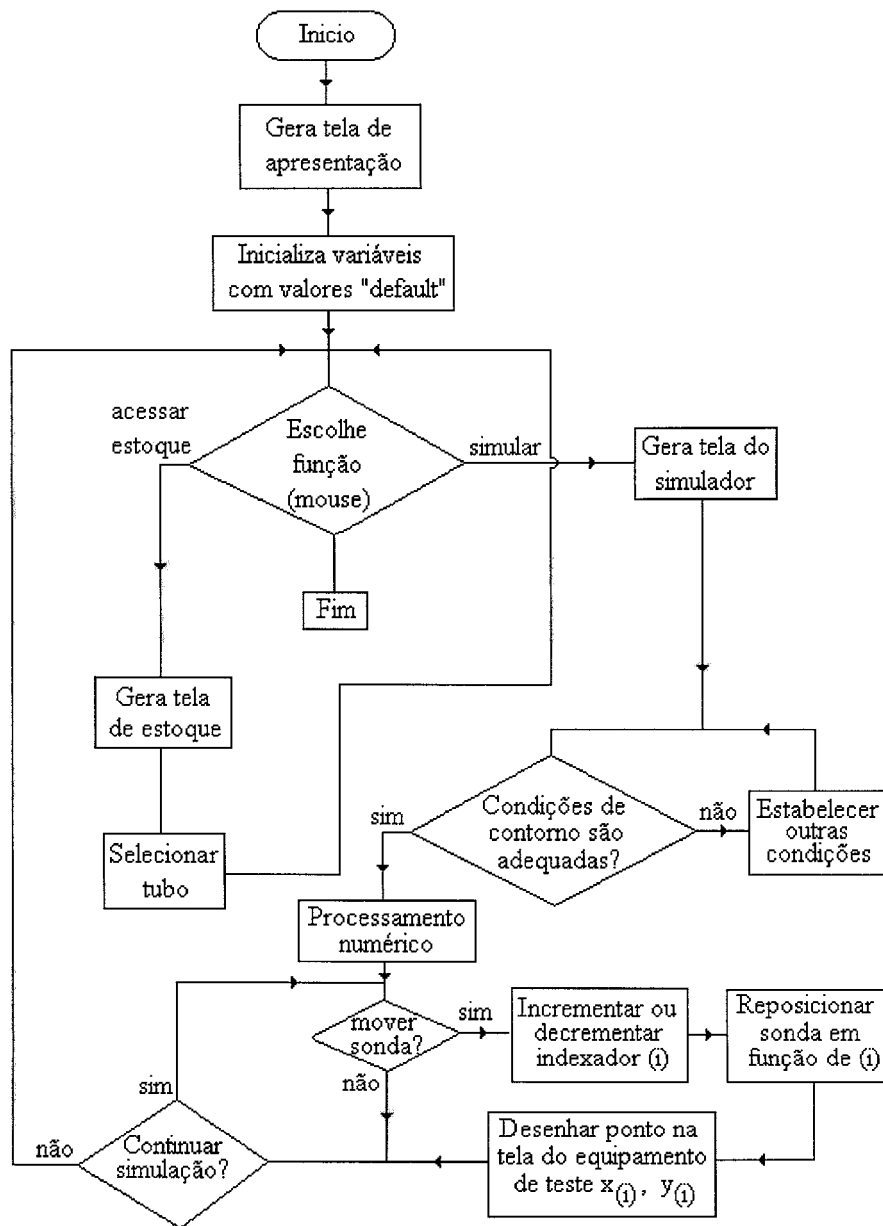 Inicio
Gera tela de
apresentação
Inicializa variáveis
com valores "default"
acessar
estoque
Escolhe
função
(mouse)
simular
Gera tela do
simulador
Fim
Gera tela
de estoque
Selecionar
tubo
Condições de
contorno são
adequadas?
sim
não
Estabelecer
outras
condições
Processamento
numérico
mover
sonda?
sim
Incrementar ou
decrementar
indexador (i)
Reposicionar
sonda em
função de (i)
não
sim
não
Continuar
simulação?
Desenhar ponto na
tela do equipamento
de teste x(i) , y(i)